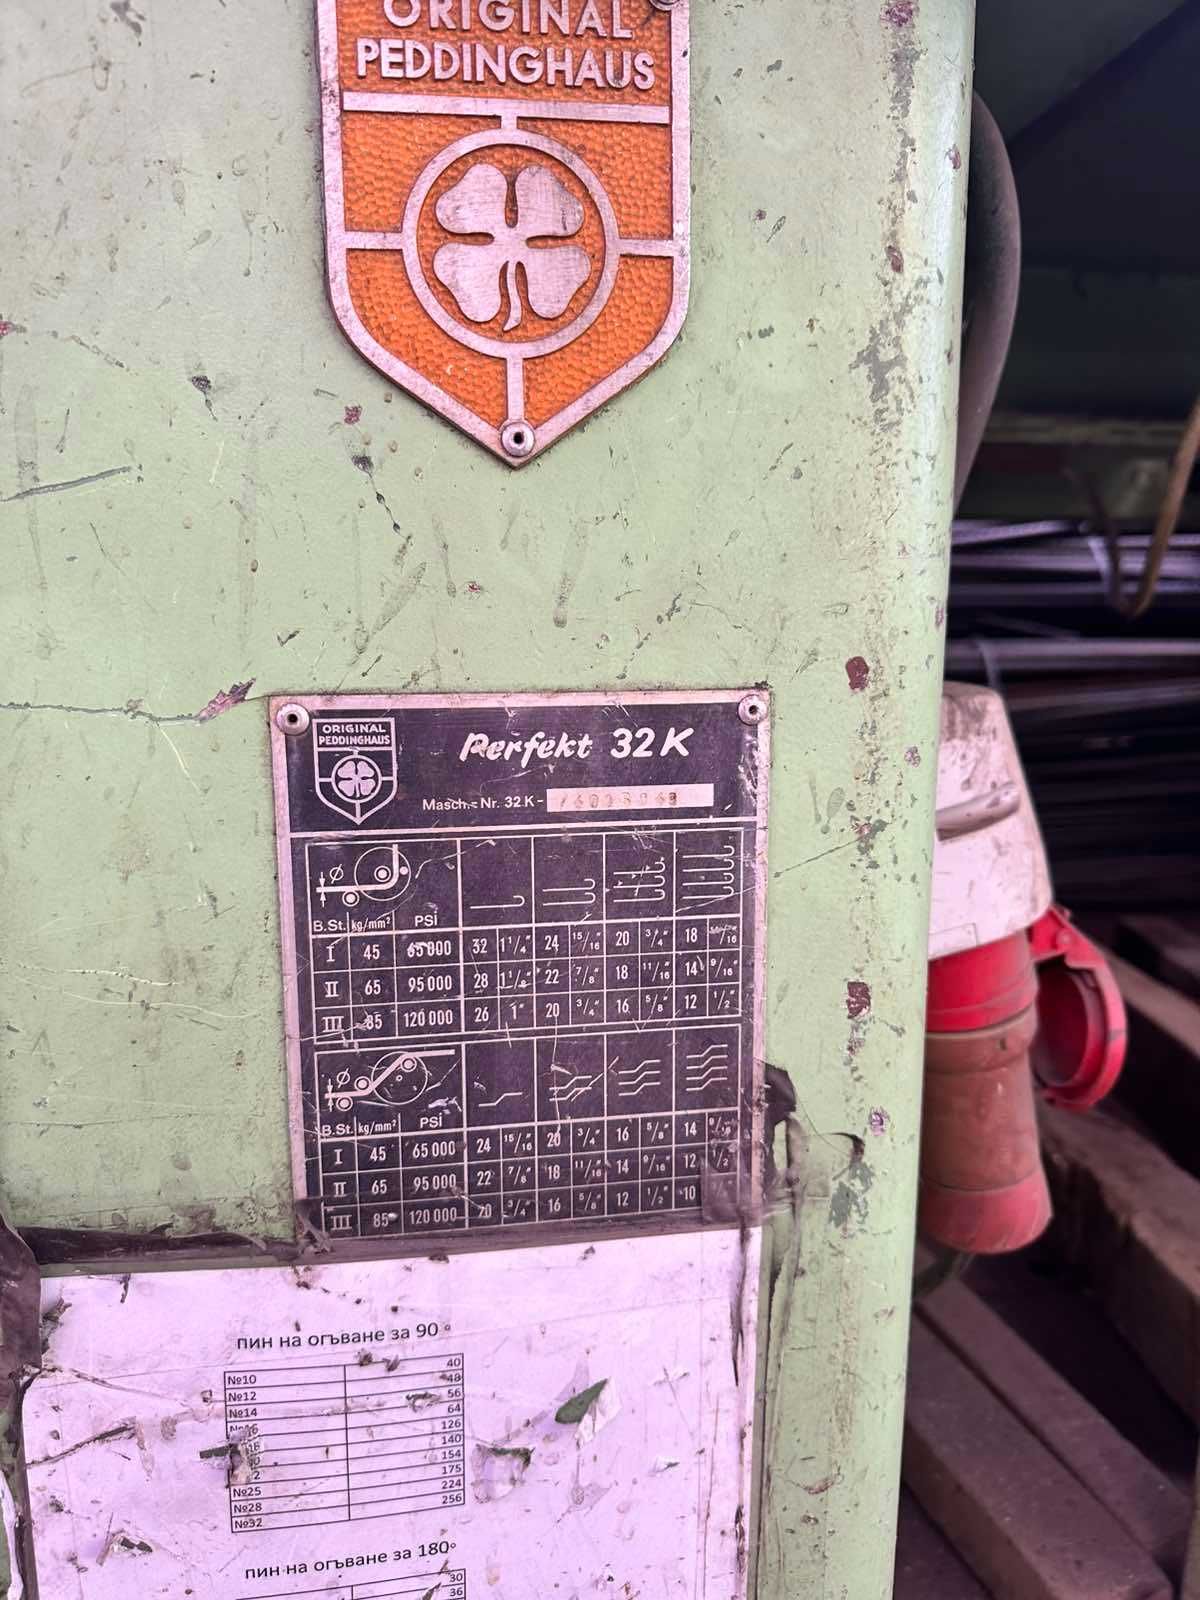 ORIGINAL
PEDDINGHAUS
ORIGINAL
PEDDINGHAUS
Perfekt 32 K
Masch.-Nr. 32 K -
Ø
B.St. kg/mm² PSi
I 45 65 000 32 1 1/4" 24 15/16" 20 3/4" 18
II 65 95 000 28 1 1/8" 22 7/8" 18 11/16" 14 9/16"
III 85 120 000 26 1" 20 3/4" 16 5/8" 12 1/2"
Ø
B.St. kg/mm² PSi
I 45 65 000 24 15/16" 20 3/4" 16 5/8" 14
II 65 95 000 22 7/8" 18 11/16" 14 9/16" 12 1/2"
III 85 120 000 20 3/4" 16 5/8" 12 1/2" 10
пин на огъване за 90 °
№10 40
№12 48
№14 56
64
126
140
154
№25 175
№28 224
№32 256
пин на огъване за 180°
30
36